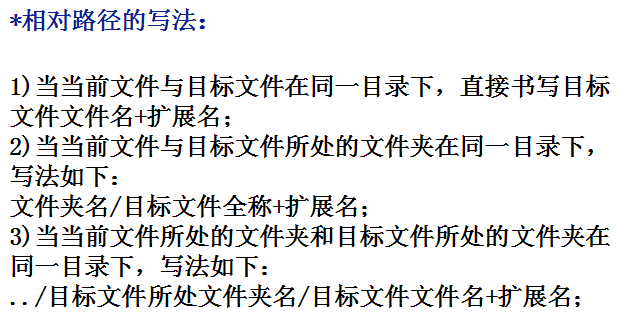 *相对路径的写法：
1)当当前文件与目标文件在同一目录下，直接书写目标
文件文件名+扩展名；
2)当当前文件与目标文件所处的文件夹在同一目录下，
写法如下：
文件夹名/目标文件全称+扩展名；
3)当当前文件所处的文件夹和目标文件所处的文件夹在
同一目录下，写法如下：
../目标文件所处文件夹名/目标文件文件名+扩展名；